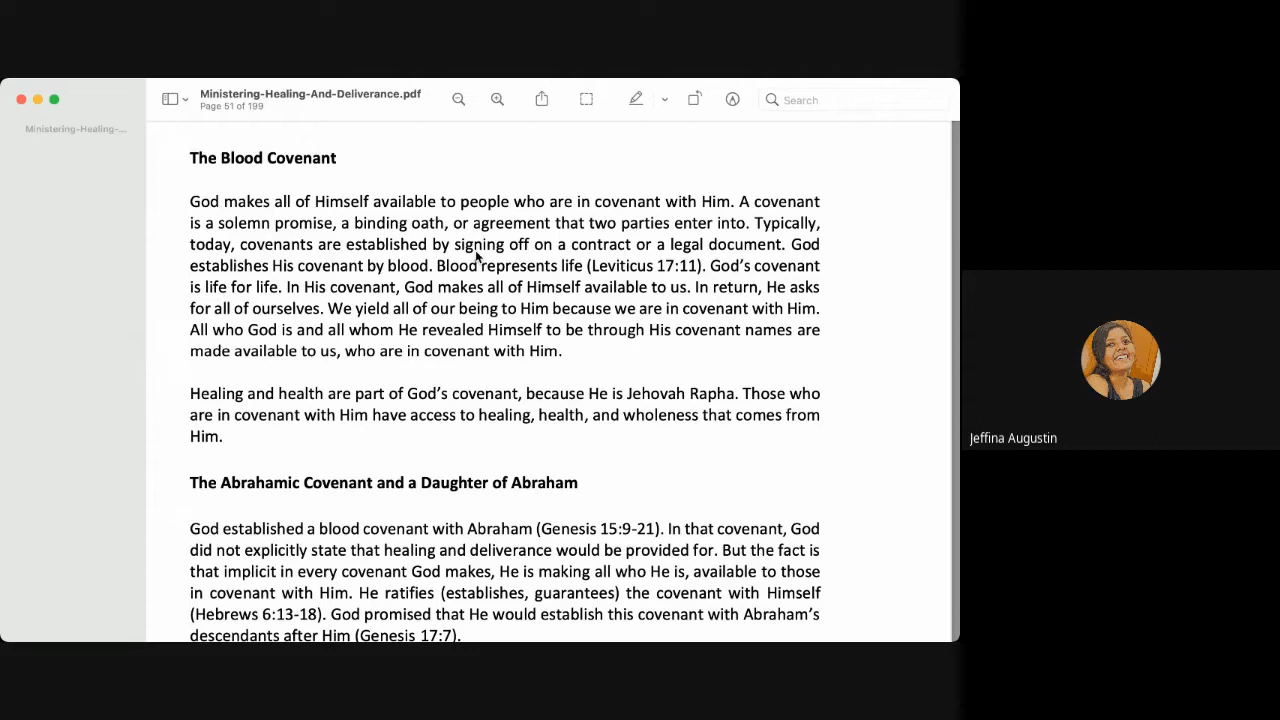 Ministering-Healing-And-Deliverance.pdf
Page 51 of 199
Search
Ministering-Healing-...
The Blood Covenant
God makes all of Himself available to people who are in covenant with Him. A covenant
is a solemn promise, a binding oath, or agreement that two parties enter into. Typically,
today, covenants are established by signing off on a contract or a legal document. God
establishes His covenant by blood. Blood represents life (Leviticus 17:11). God's covenant
is life for life. In His covenant, God makes all of Himself available to us. In return, He asks
for all of ourselves. We yield all of our being to Him because we are in covenant with Him.
All who God is and all whom He revealed Himself to be through His covenant names are
made available to us, who are in covenant with Him.
Healing and health are part of God's covenant, because He is Jehovah Rapha. Those who
are in covenant with Him have access to healing, health, and wholeness that comes from
Him.
The Abrahamic Covenant and a Daughter of Abraham
God established a blood covenant with Abraham (Genesis 15:9-21). In that covenant, God
did not explicitly state that healing and deliverance would be provided for. But the fact is
that implicit in every covenant God makes, He is making all who He is, available to those
in covenant with Him. He ratifies (establishes, guarantees) the covenant with Himself
(Hebrews 6:13-18). God promised that He would establish this covenant with Abraham's
descendants after Him (Genesis 17:7).
Jeffina Augustin